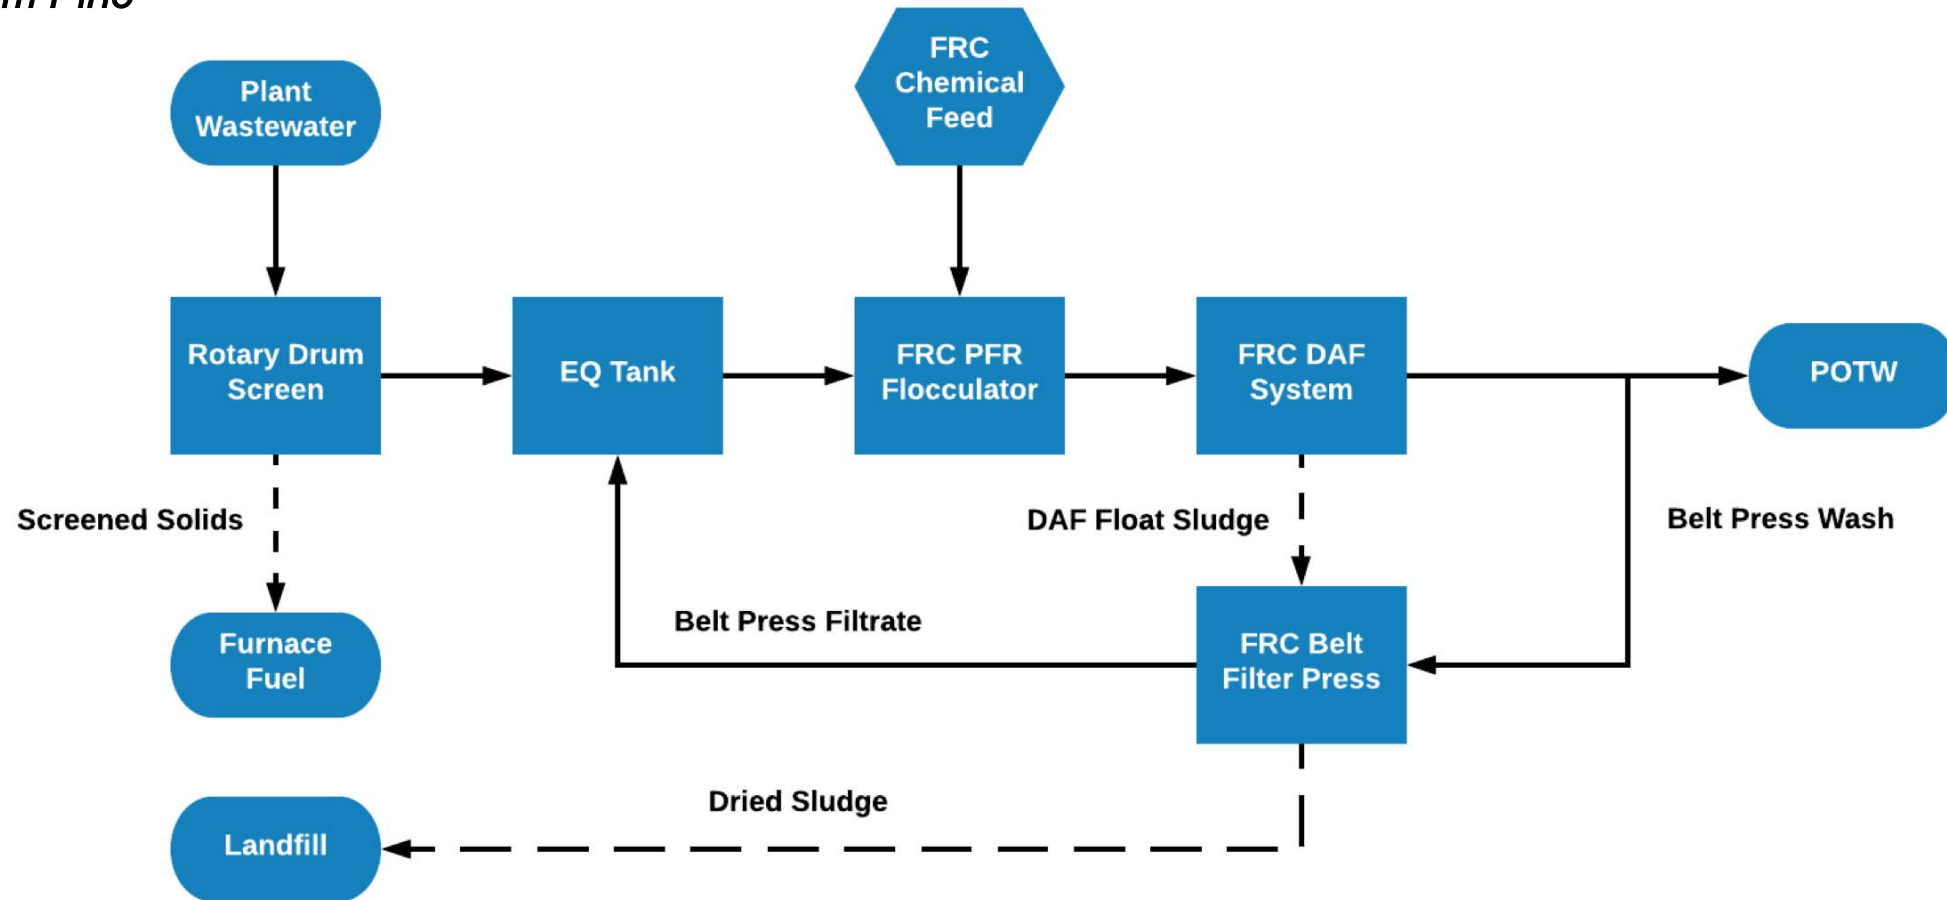 Plant
Wastewater
FRC
Chemical
Feed
Rotary Drum
Screen
EQ Tank
FRC PFR
Flocculator
FRC DAF
System
POTW
Screened Solids
DAF Float Sludge
Belt Press Wash
Furnace
Fuel
Belt Press Filtrate
FRC Belt
Filter Press
Dried Sludge
Landfill